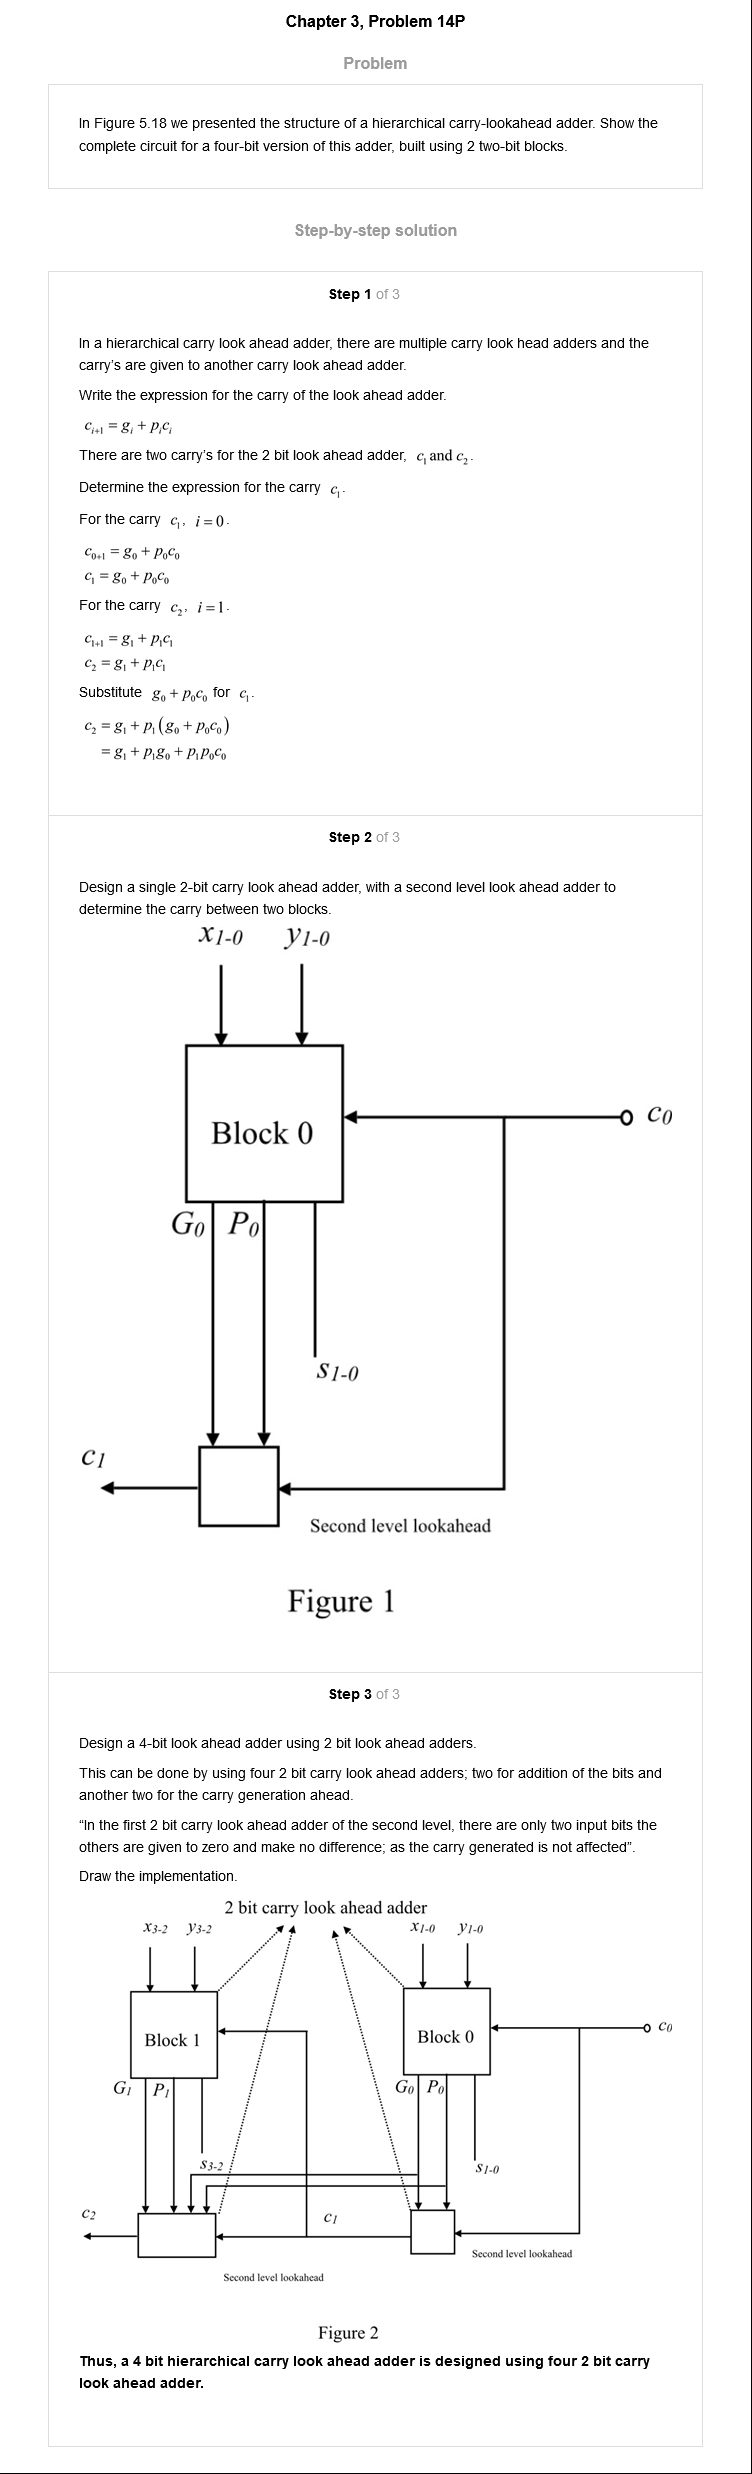 Chapter 3, Problem 14P
Problem
In Figure 5.18 we presented the structure of a hierarchical carry-lookahead adder. Show the
complete circuit for a four-bit version of this adder, built using 2 two-bit blocks.
Step-by-step solution
Step 1 of 3
In a hierarchical carry look ahead adder, there are multiple carry look head adders and the
carry's are given to another carry look ahead adder.
Write the expression for the carry of the look ahead adder.
c_{i+1} = g_i + p_i c_i
There are two carry's for the 2 bit look ahead adder, c_1 and c_2.
Determine the expression for the carry c_1.
For the carry c_1, i = 0.
c_{0+1} = g_0 + p_0 c_0
c_1 = g_0 + p_0 c_0
For the carry c_2, i = 1.
c_{1+1} = g_1 + p_1 c_1
c_2 = g_1 + p_1 c_1
Substitute g_0 + p_0 c_0 for c_1.
c_2 = g_1 + p_1 (g_0 + p_0 c_0)
= g_1 + p_1 g_0 + p_1 p_0 c_0
Step 2 of 3
Design a single 2-bit carry look ahead adder, with a second level look ahead adder to
determine the carry between two blocks.
x_{1-0} y_{1-0}
Block 0
c_0
G_0 P_0
s_{1-0}
c_1
Second level lookahead
Figure 1
Step 3 of 3
Design a 4-bit look ahead adder using 2 bit look ahead adders.
This can be done by using four 2 bit carry look ahead adders; two for addition of the bits and
another two for the carry generation ahead.
“In the first 2 bit carry look ahead adder of the second level, there are only two input bits the
others are given to zero and make no difference; as the carry generated is not affected”.
Draw the implementation.
2 bit carry look ahead adder
x_{3-2} y_{3-2} x_{1-0} y_{1-0}
Block 1 Block 0 c_0
G_1 P_1 G_0 P_0
s_{3-2} s_{1-0}
c_2 c_1
Second level lookahead
Second level lookahead
Figure 2
Thus, a 4 bit hierarchical carry look ahead adder is designed using four 2 bit carry
look ahead adder.